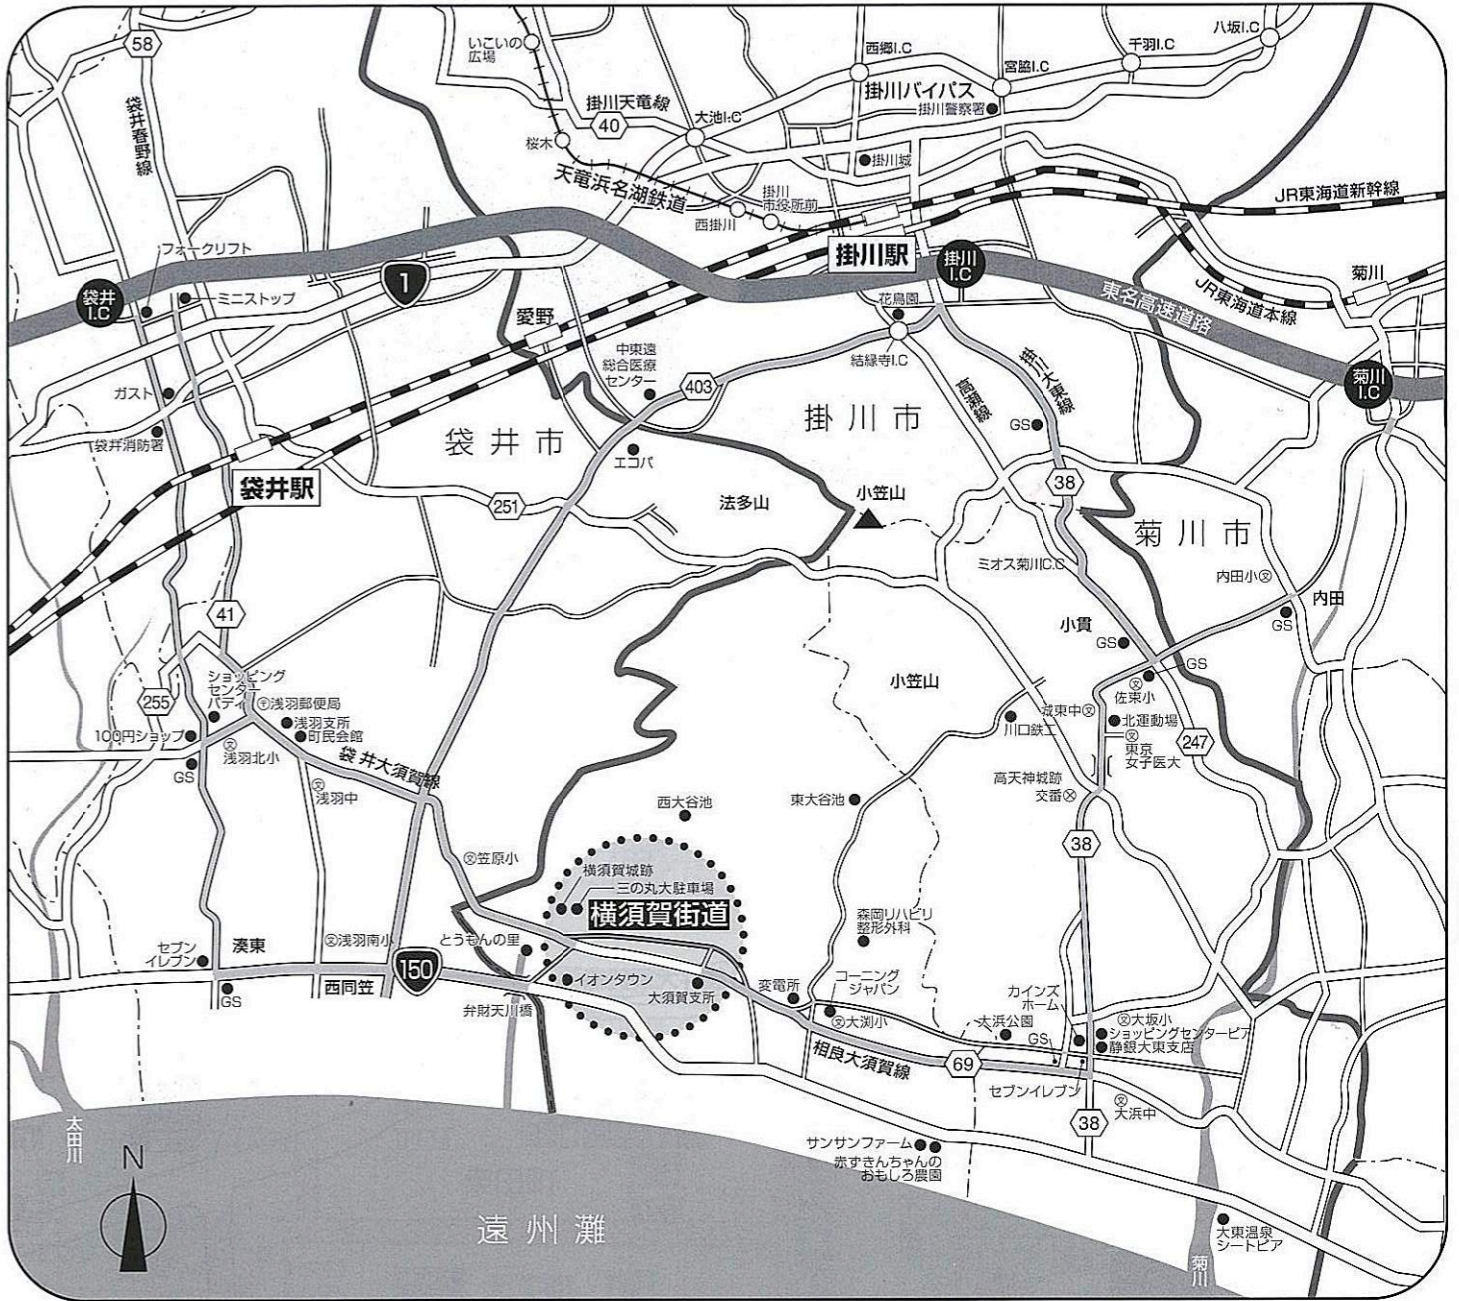 58
いこいの
広場
西郷I.C
千羽I.C
八坂I.C
宮脇I.C
袋井春野線
掛川天竜線
40
大池I.C
掛川バイパス
掛川警察署
桜木
掛川城
天竜浜名湖鉄道
掛川
市役所前
西掛川
JR東海道新幹線
フォークリフト
掛川駅
掛川
I.C
菊川
袋井
I.C
1
ミニストップ
花鳥園
東名高速道路
JR東海道本線
愛野
中東遠
総合医療
センター
結縁寺I.C
掛川大東線
高瀬線
403
菊川
I.C
ガスト
掛川市
GS
袋井消防署
袋井市
エコパ
袋井駅
251
法多山
小笠山
38
菊川市
ミオス菊川C.C
内田小文
内田
41
小貫
GS
GS
GS
ショッピング
センター
パディ
255
〒浅羽郵便局
浅羽支所
町民会館
100円ショップ
文
浅羽北小
GS
小笠山
文
佐束小
城東中文
北運動場
川口鉄工
文
東京
女子医大
247
袋井大須賀線
文
浅羽中
西大谷池
東大谷池
高天神城跡
交番
文笠原小
38
横須賀城跡
三の丸大駐車場
横須賀街道
森岡リハビリ
整形外科
湊東
文浅羽南小
とうもんの里
セブン
イレブン
150
西同笠
GS
イオンタウン
大須賀支所
弁財天川橋
変電所
コーニング
ジャパン
カインズ
ホーム
文大渕小
大浜公園
文大坂小
ショッピングセンターピア
静銀大東支店
GS
相良大須賀線
69
セブンイレブン
文
大浜中
38
太田川
サンサンファーム
赤ずきんちゃんの
おもしろ農園
N
遠州灘
大東温泉
シートピア
菊川